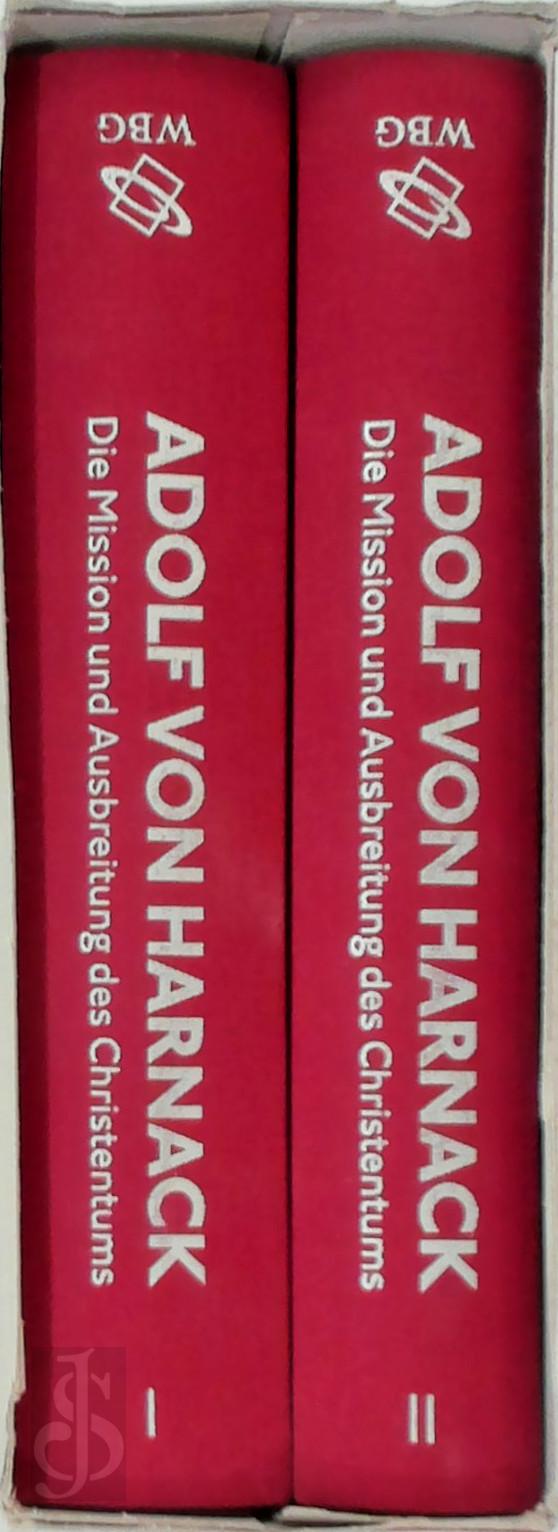 WBG
ADOLF VON HARNACK
Die Mission und Ausbreitung des Christentums
I
WBG
ADOLF VON HARNACK
Die Mission und Ausbreitung des Christentums
II